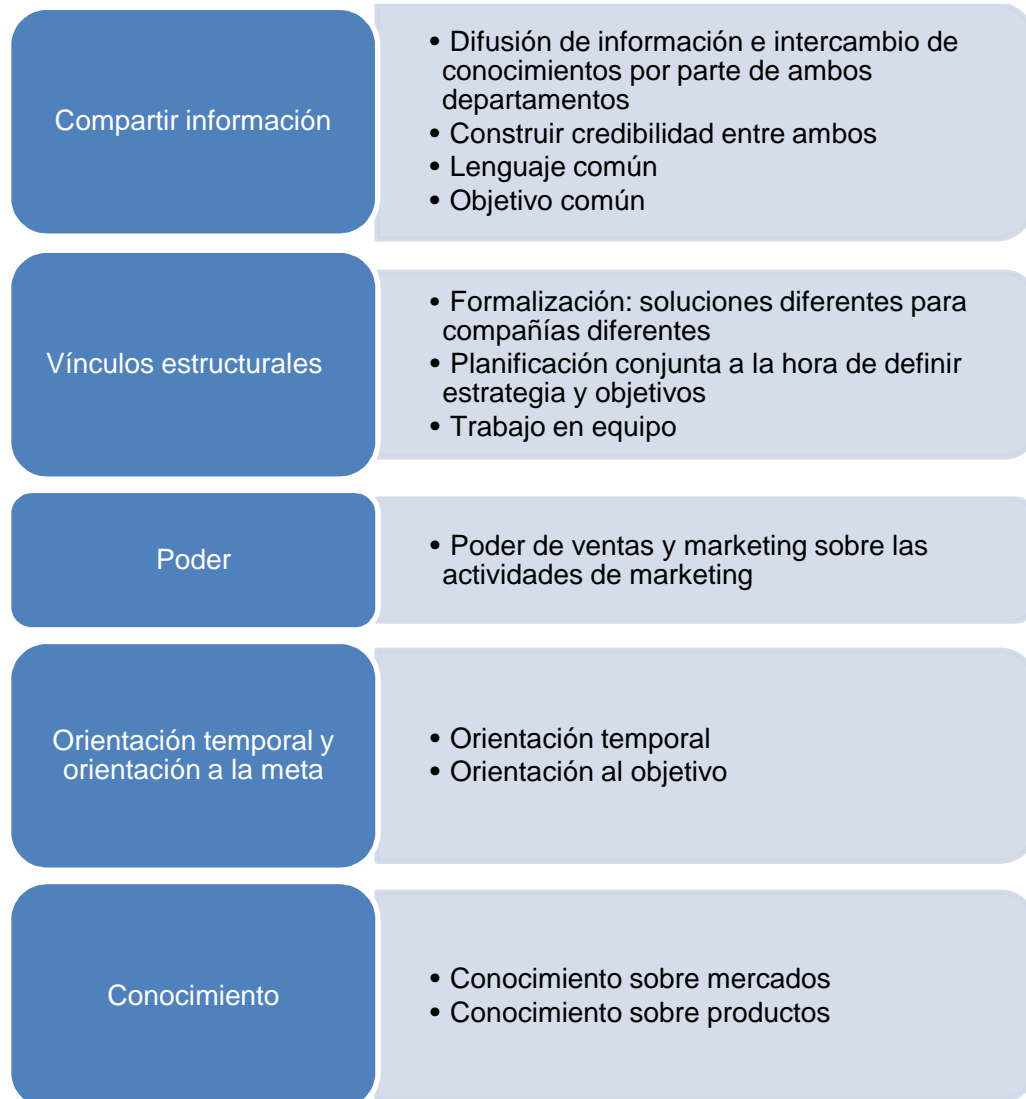 Compartir información
• Difusión de información e intercambio de
conocimientos por parte de ambos
departamentos
• Construir credibilidad entre ambos
• Lenguaje común
• Objetivo común
Vínculos estructurales
• Formalización: soluciones diferentes para
compañías diferentes
• Planificación conjunta a la hora de definir
estrategia y objetivos
• Trabajo en equipo
Poder
• Poder de ventas y marketing sobre las
actividades de marketing
Orientación temporal y
orientación a la meta
• Orientación temporal
• Orientación al objetivo
Conocimiento
• Conocimiento sobre mercados
• Conocimiento sobre productos